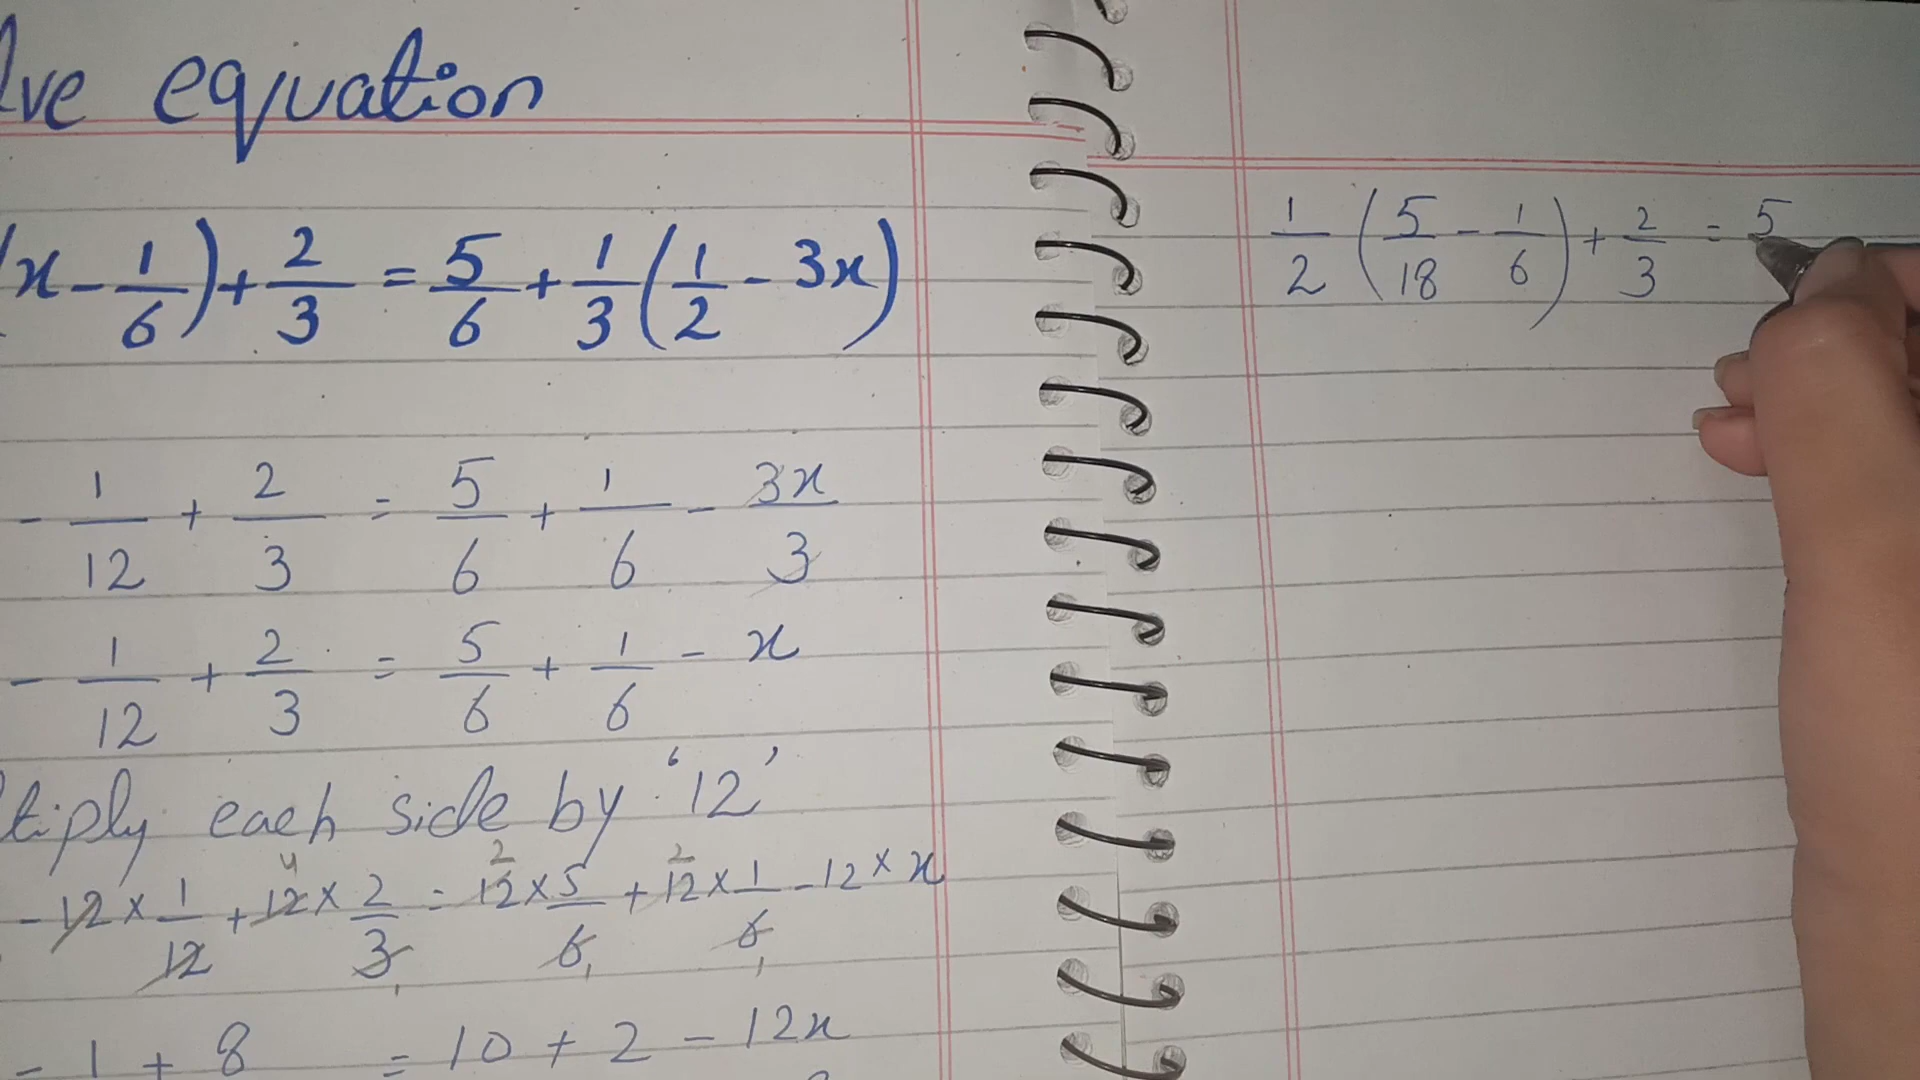 lve equation
(x - 1/6) + 2/3 = 5/6 + 1/3 (1/2 - 3x)
- 1/12 + 2/3 = 5/6 + 1/6 - 3x/3
- 1/12 + 2/3 = 5/6 + 1/6 - x
tiply each side by '12'
- 12 × 1/12 + 12 × 2/3 = 12 × 5/6 + 12 × 1/6 - 12 × x
- 1 + 8 = 10 + 2 - 12x
1/2 (5/18 - 1/6) + 2/3 = 5